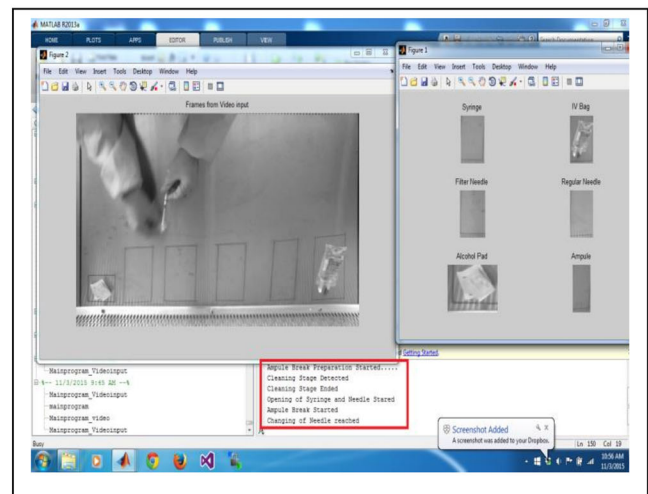 MATLAB R2013a
HOME PLOTS APPS EDITOR PUBLISH VIEW
Search Documentation
Figure 2
File Edit View Insert Tools Desktop Window Help
Frames from Video input
Figure 1
File Edit View Insert Tools Desktop Window Help
Syringe IV Bag
Filter Needle Regular Needle
Alcohol Pad Ampule
Getting Started.
Mainprogram_Videoinput
%-- 11/3/2015 9:45 AM --%
Mainprogram_Videoinput
mainprogram
Mainprogram_video
Mainprogram_Videoinput
Ampule Break Preparation Started.....
Cleaning Stage Detected
Cleaning Stage Ended
Opening of Syringe and Needle Stared
Ampule Break Started
Changing of Needle reached
Screenshot Added
A screenshot was added to your Dropbox.
Busy
Ln 150 Col 19
10:56 AM
11/3/2015